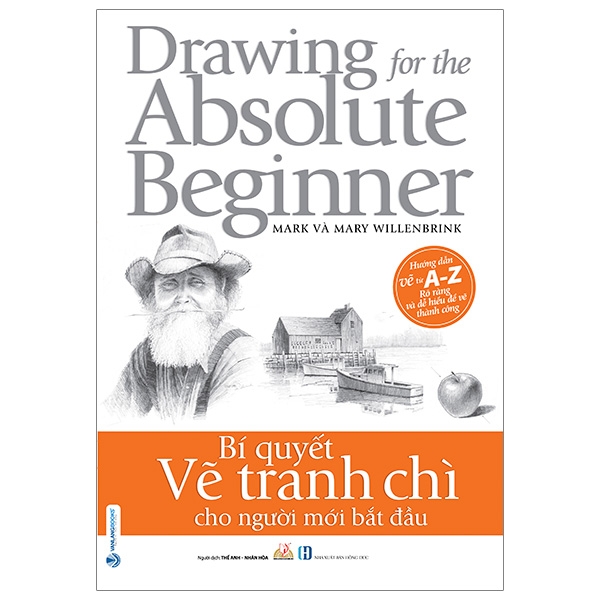 Drawing for the
Absolute
Beginner
MARK VÀ MARY WILLENBRINK
Hướng dẫn
vẽ từ A-Z
Rõ ràng
và dễ hiểu để vẽ
thành công
Bí quyết
Vẽ tranh chì
cho người mới bắt đầu
VANLANGBOOKS
Người dịch: THẾ ANH - NHÂN HÒA
NHÀ XUẤT BẢN HỒNG ĐỨC